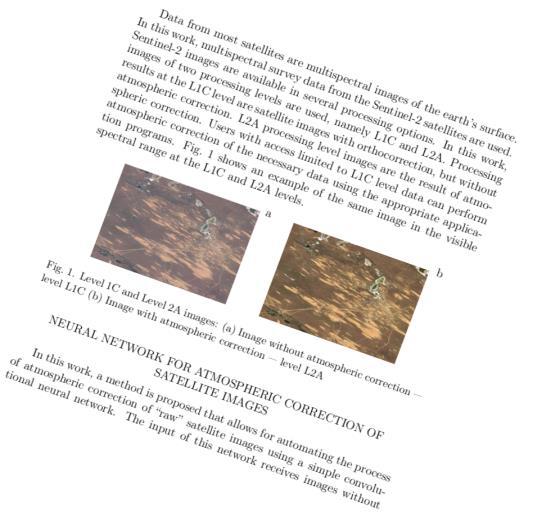 Data from most satellites are multispectral images of the earth's surface.
In this work, multispectral survey data from the Sentinel-2 satellites are used.
Sentinel-2 images are available in several processing options. In this work,
images of two processing levels are used, namely L1C and L2A. Processing
results at the L1C level are satellite images with orthocorrection, but without
atmospheric correction. L2A processing level images are the result of atmo-
spheric correction. Users with access limited to L1C level data can perform
atmospheric correction of the necessary data using the appropriate applica-
tion programs. Fig. 1 shows an example of the same image in the visible
spectral range at the L1C and L2A levels.
a
b
Fig. 1. Level 1C and Level 2A images: (a) Image without atmospheric correction —
level L1C (b) Image with atmospheric correction — level L2A
NEURAL NETWORK FOR ATMOSPHERIC CORRECTION OF
SATELLITE IMAGES
In this work, a method is proposed that allows for automating the process
of atmospheric correction of "raw" satellite images using a simple convolu-
tional neural network. The input of this network receives images without